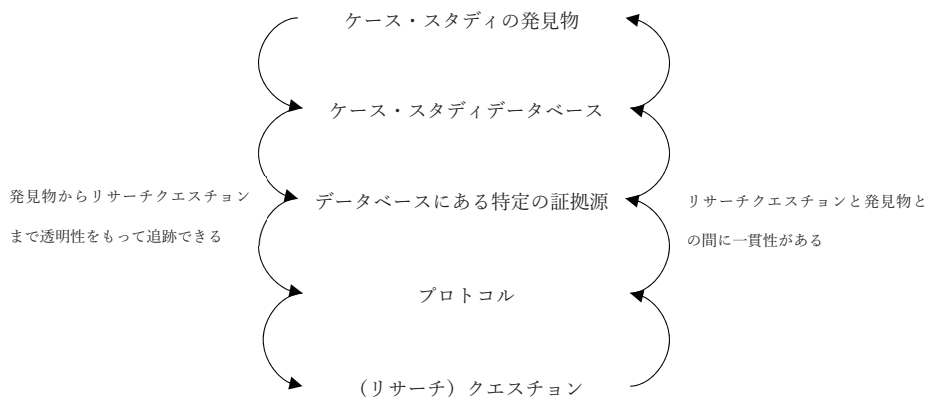 ケース・スタディの発見物
ケース・スタディデータベース
発見物からリサーチクエスチョン
まで透明性をもって追跡できる
データベースにある特定の証拠源
リサーチクエスチョンと発見物と
の間に一貫性がある
プロトコル
（リサーチ）クエスチョン